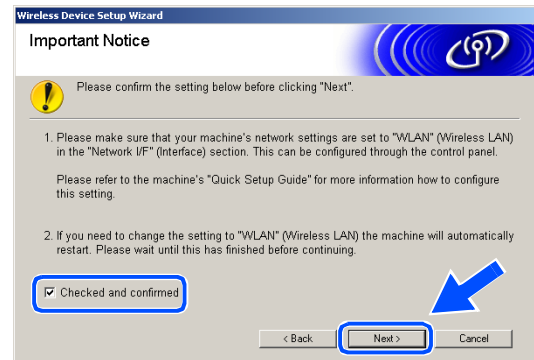 Wireless Device Setup Wizard
Important Notice
Please confirm the setting below before clicking "Next".
1. Please make sure that your machine's network settings are set to "WLAN" (Wireless LAN)
in the "Network I/F" (Interface) section. This can be configured through the control panel.
Please refer to the machine's "Quick Setup Guide" for more information how to configure
this setting.
2. If you need to change the setting to "WLAN" (Wireless LAN) the machine will automatically
restart. Please wait until this has finished before continuing.
Checked and confirmed
< Back Next > Cancel